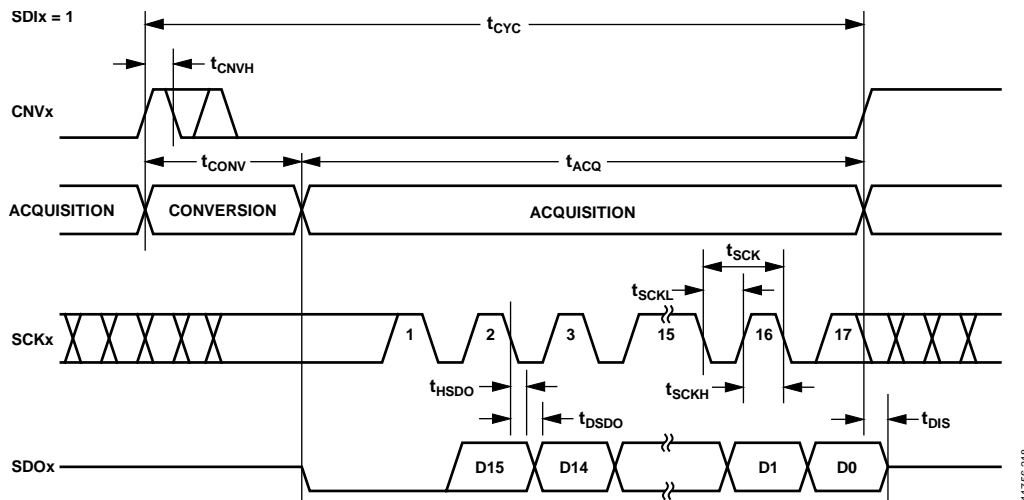 SDIx = 1
tCYC
tCNVH
CNVx
tCONV
tACQ
ACQUISITION
CONVERSION
ACQUISITION
tSCK
tSCKL
SCKx
1
2
3
15
16
17
tHSDO
tSCKH
tDSDO
tDIS
SDOx
D15
D14
D1
D0